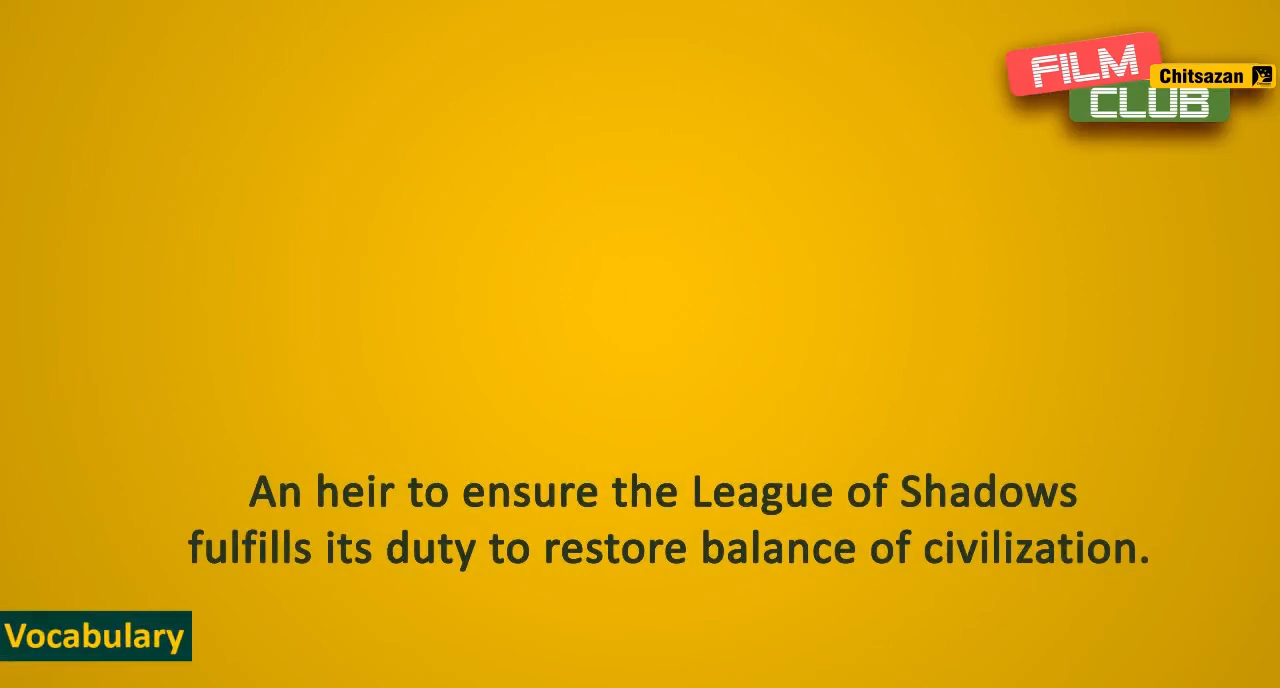 FILM
Chitsazan
CLUB
An heir to ensure the League of Shadows
fulfills its duty to restore balance of civilization.
Vocabulary